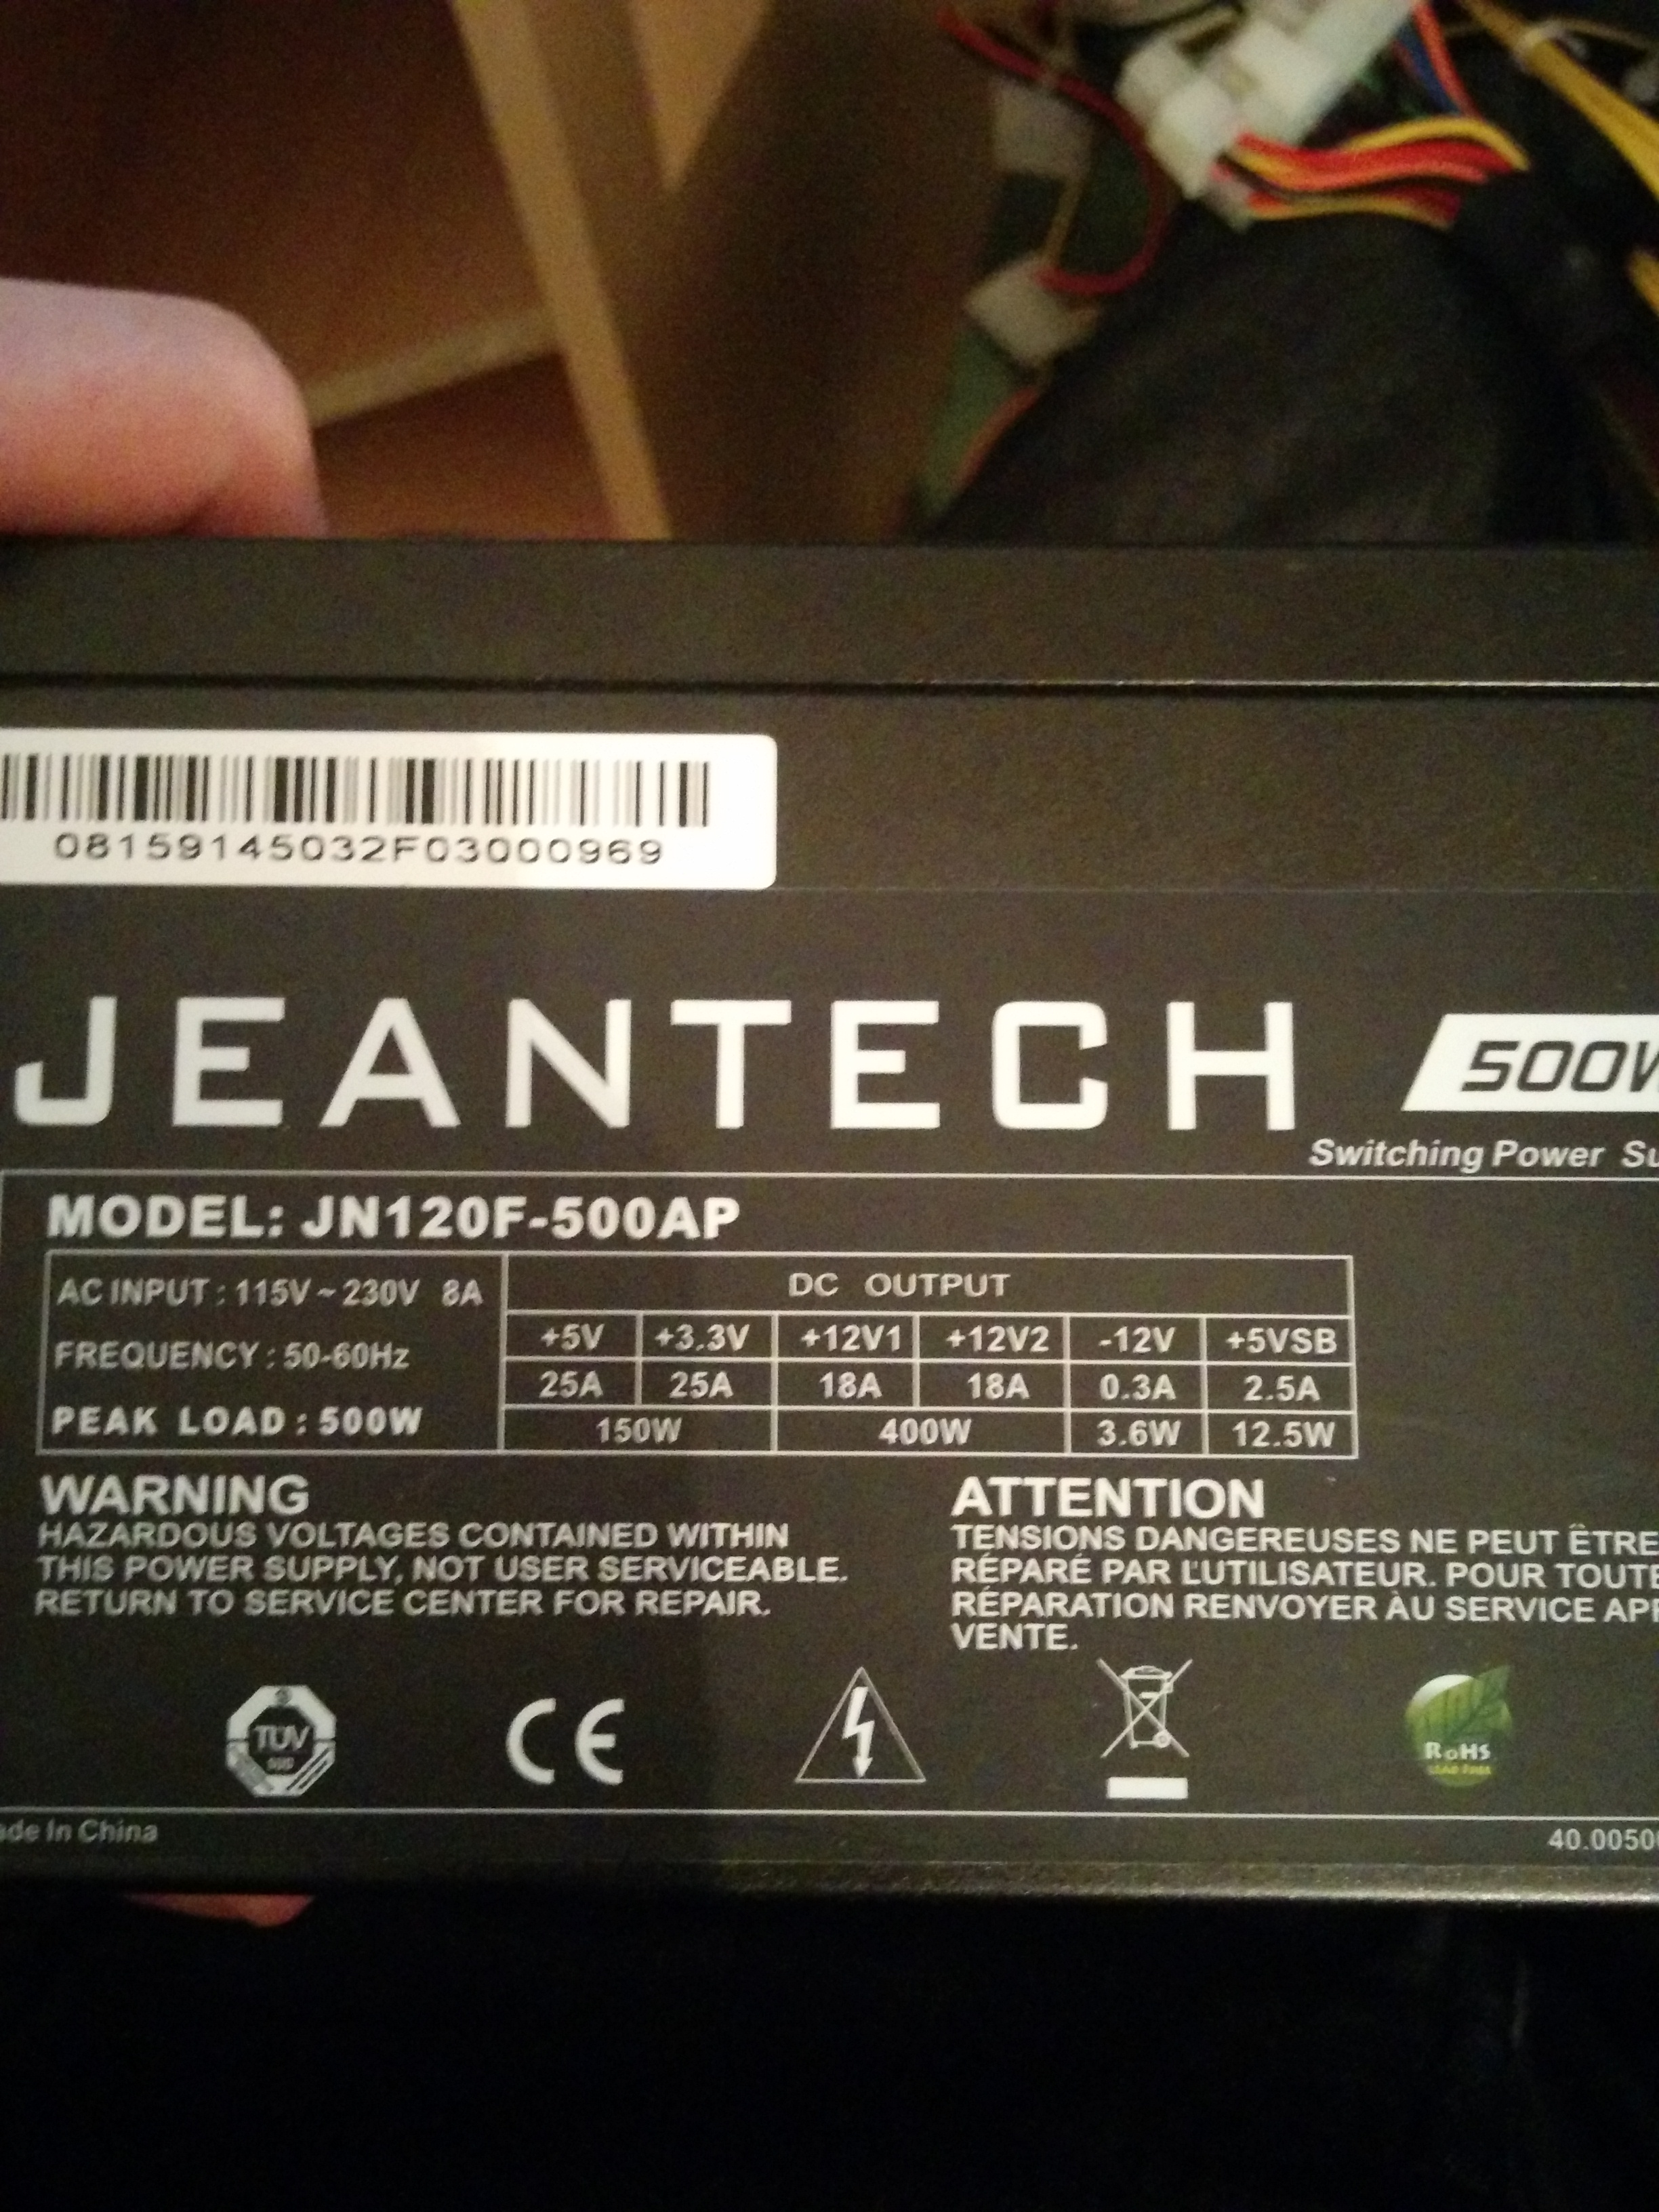 08159145032F03000969
JEANTECH
500W
Switching Power
MODEL: JN120F-500AP
AC INPUT : 115V ~ 230V 8A
FREQUENCY : 50-60Hz
PEAK LOAD : 500W
DC OUTPUT
+5V +3.3V +12V1 +12V2 -12V +5VSB
25A 25A 18A 18A 0.3A 2.5A
150W 400W 3.6W 12.5W
WARNING
HAZARDOUS VOLTAGES CONTAINED WITHIN
THIS POWER SUPPLY, NOT USER SERVICEABLE.
RETURN TO SERVICE CENTER FOR REPAIR.
ATTENTION
TENSIONS DANGEREUSES NE PEUT ÊTRE
RÉPARÉ PAR L'UTILISATEUR. POUR TOUTE
RÉPARATION RENVOYER ÀU SERVICE
VENTE.
TÜV
CE
RoHS
LEAD FREE
In China